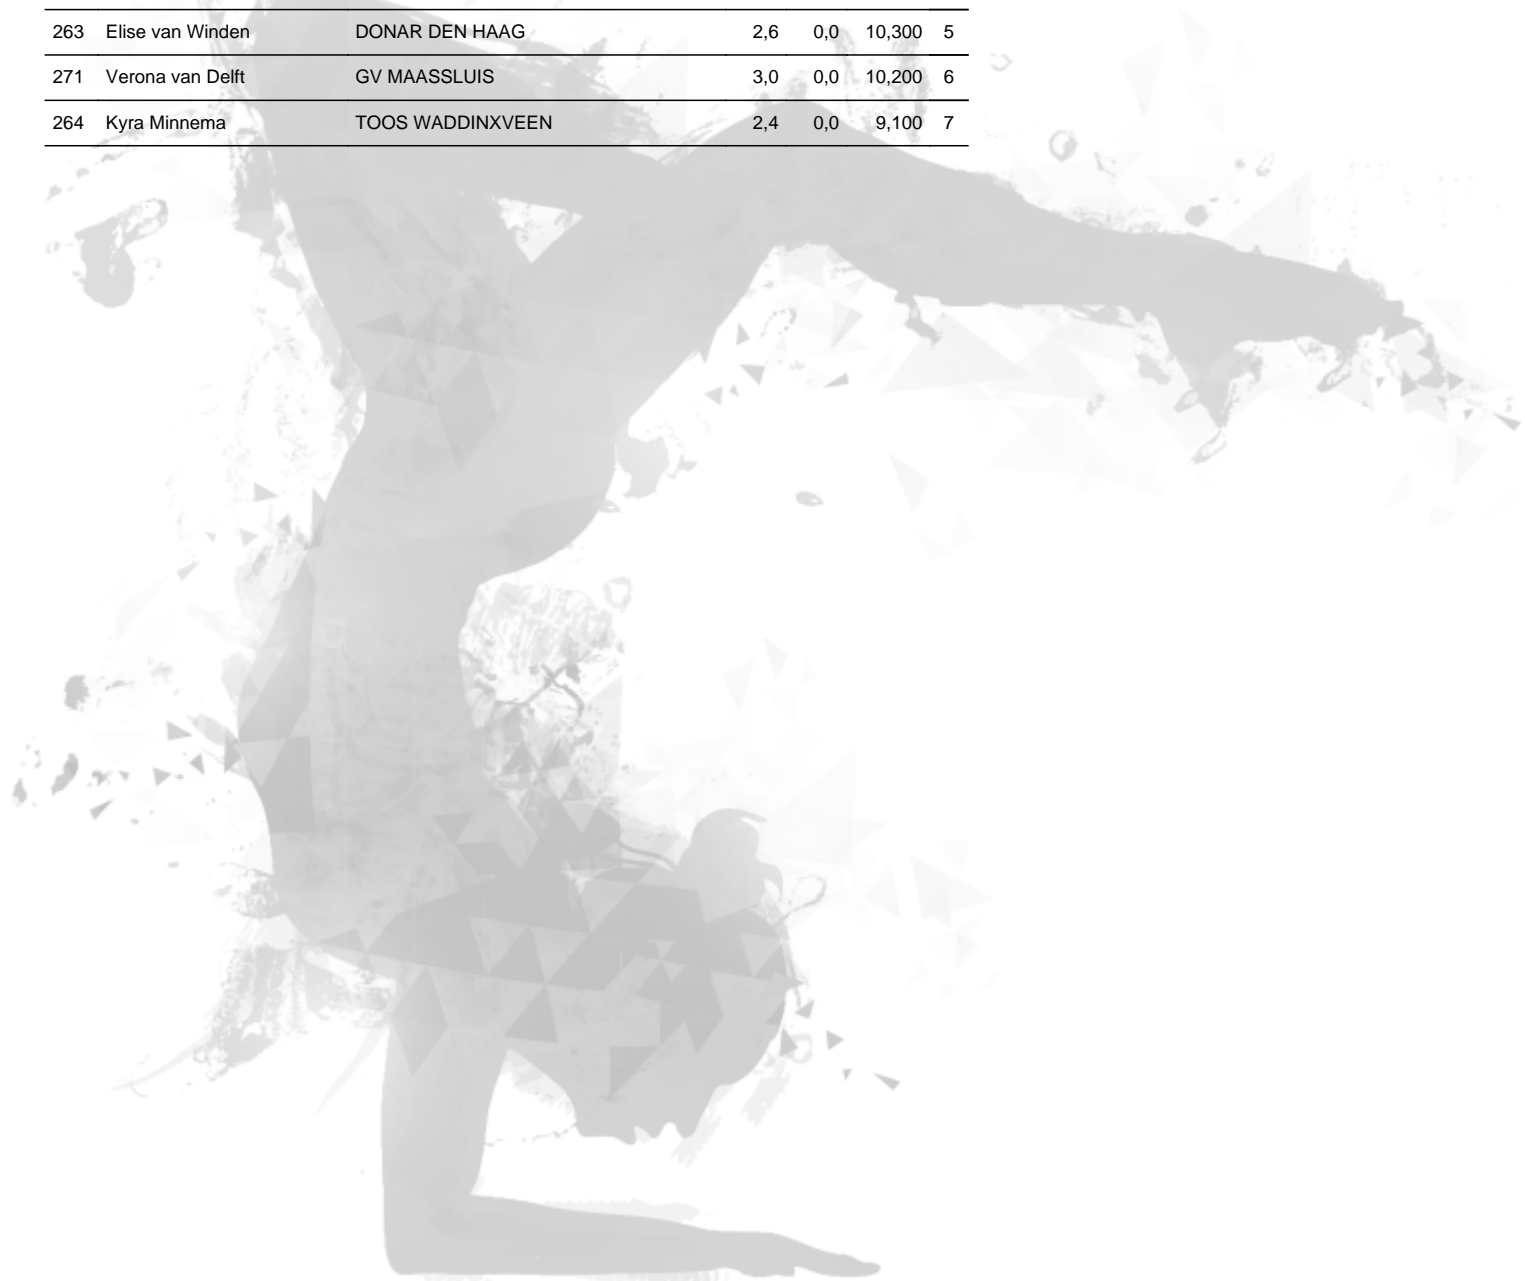 263 Elise van Winden DONAR DEN HAAG 2,6 0,0 10,300 5
271 Verona van Delft GV MAASSLUIS 3,0 0,0 10,200 6
264 Kyra Minnema TOOS WADDINXVEEN 2,4 0,0 9,100 7